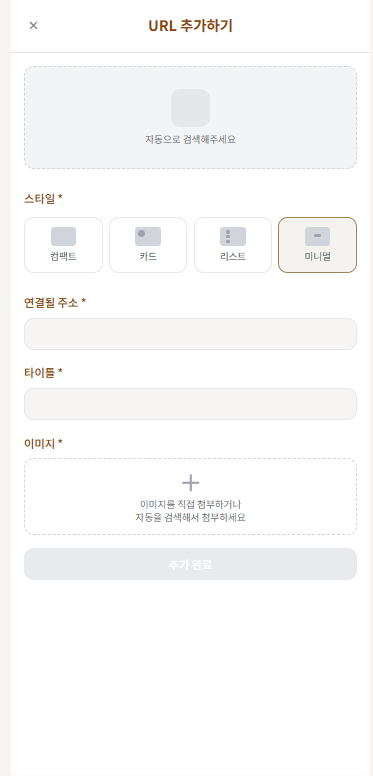 ×
URL 추가하기
자동으로 검색해주세요
스타일 *
컴팩트
카드
리스트
미니멀
연결될 주소 *
타이틀 *
이미지 *
이미지를 직접 첨부하거나
자동을 검색해서 첨부하세요
추가 완료